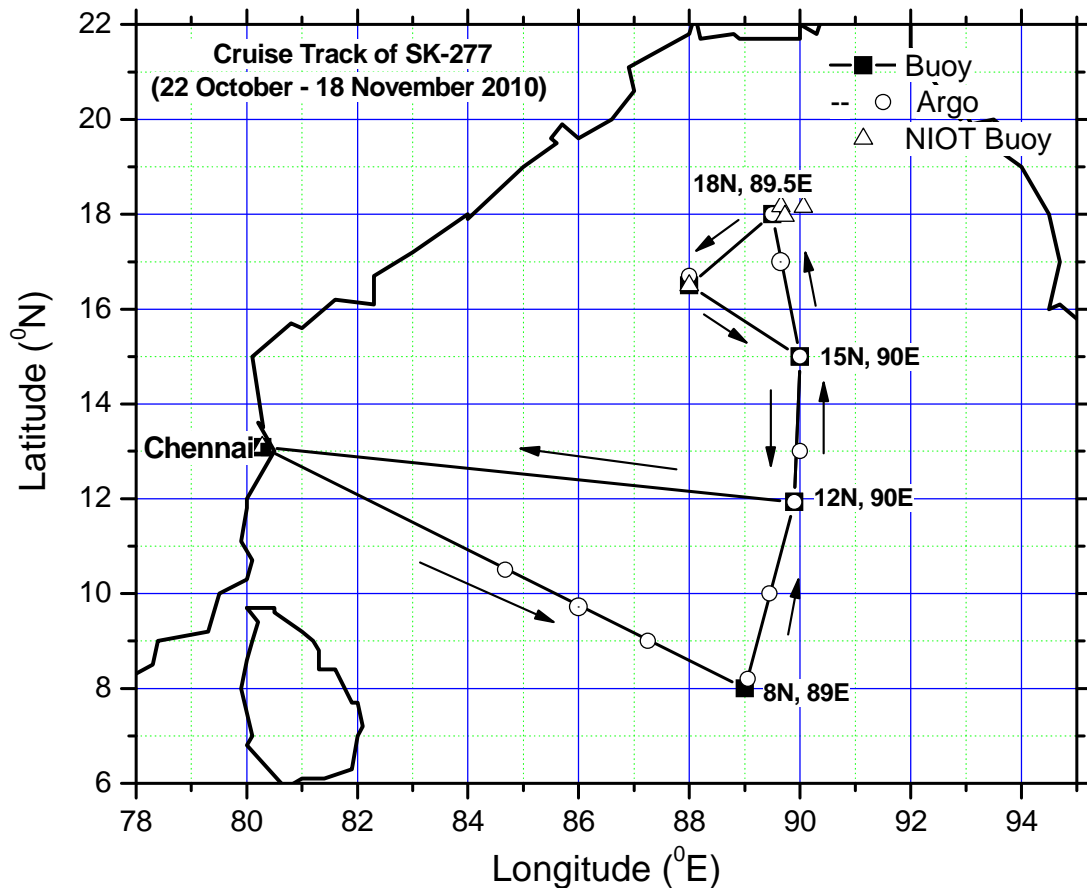 Cruise Track of SK-277
(22 October - 18 November 2010)
Buoy
-- Argo
NIOT Buoy
18N, 89.5E
15N, 90E
Chennai
12N, 90E
8N, 89E
22
20
18
16
14
12
10
8
6
Latitude (⁰N)
78 80 82 84 86 88 90 92 94
Longitude (⁰E)